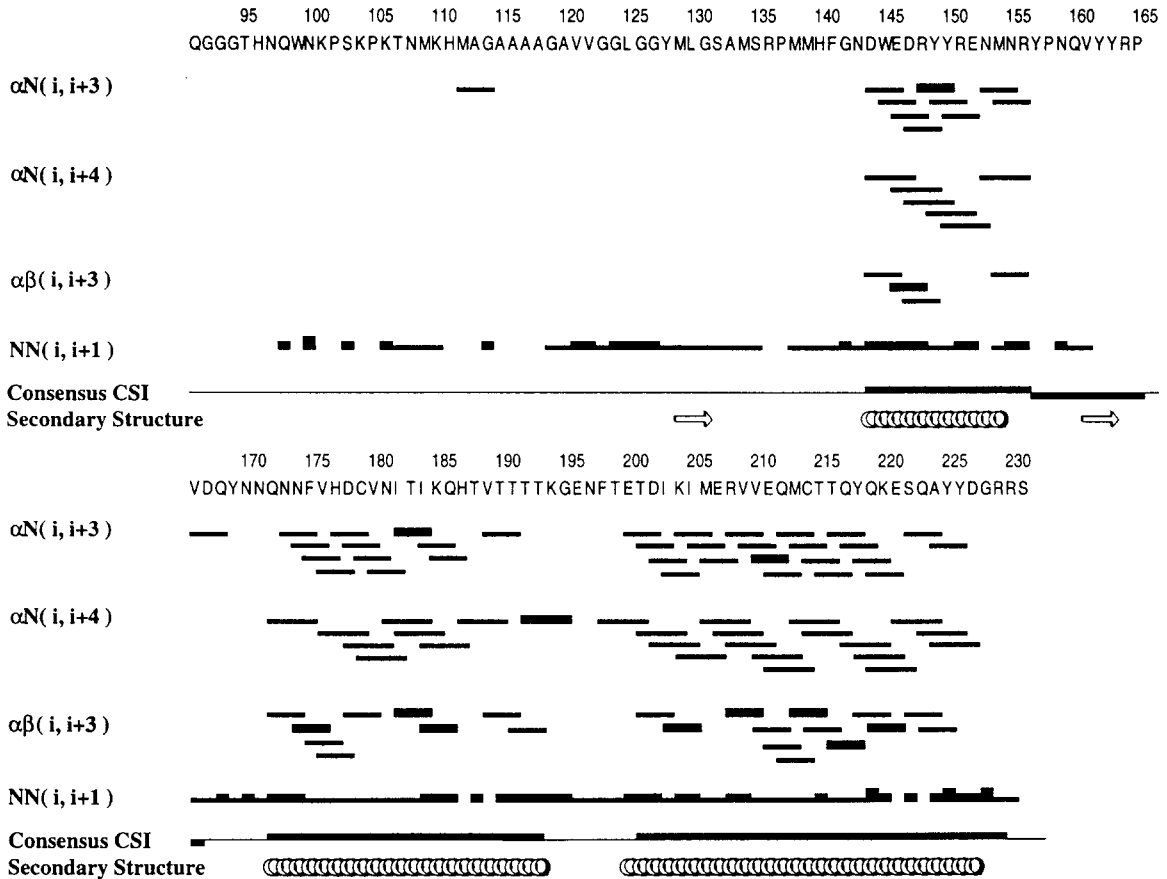 95 100 105 110 115 120 125 130 135 140 145 150 155 160 165
QGGGTHNQWNKPSKPKTNMKHMAGAAAAGAVVGGLGGYMLGSAMSRPMMHFGNDWEDRYYRENMNRYPNQVYYRP
αN( i, i+3 )
αN( i, i+4 )
αβ( i, i+3 )
NN( i, i+1 )
Consensus CSI
Secondary Structure
170 175 180 185 190 195 200 205 210 215 220 225 230
VDQYNNQNNFVHDCVNITIKQHTVTTTTKGENFTETDIKIMERVVEQMCTTQYQKESQAYYDGRRS
αN( i, i+3 )
αN( i, i+4 )
αβ( i, i+3 )
NN( i, i+1 )
Consensus CSI
Secondary Structure